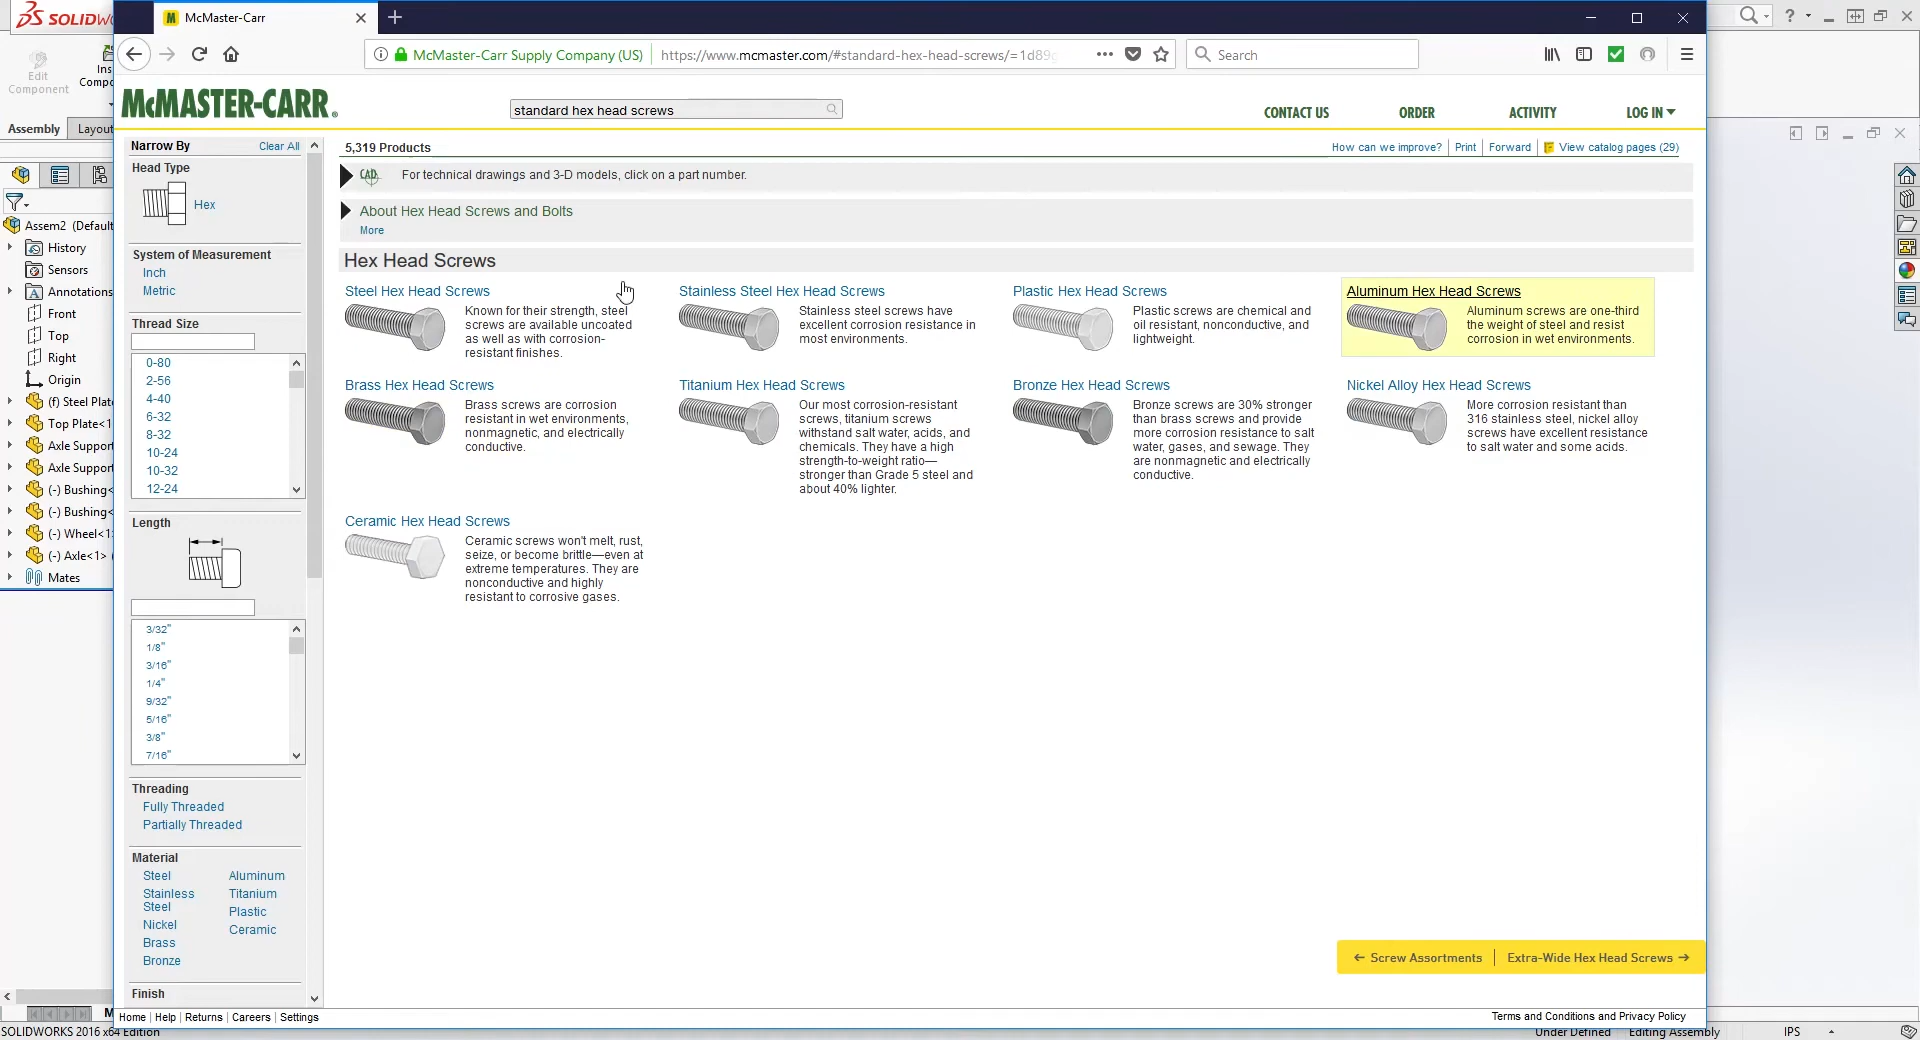 SOLIDW
McMaster-Carr
McMaster-Carr Supply Company (US)
https://www.mcmaster.com/#standard-hex-head-screws/=1d89g
Search
Edit
Component
Ins
Compo
Assembly
Layout
McMASTER-CARR®
standard hex head screws
CONTACT US
ORDER
ACTIVITY
LOG IN
Assem2 (Default
History
Sensors
Annotations
Front
Top
Right
Origin
(f) Steel Plate
Top Plate<1
Axle Support
Axle Support
(-) Bushing<
(-) Bushing<
(-) Wheel<1>
(-) Axle<1> (
Mates
Narrow By
Clear All
Head Type
Hex
System of Measurement
Inch
Metric
Thread Size
0-80
2-56
4-40
6-32
8-32
10-24
10-32
12-24
Length
3/32"
1/8"
3/16"
1/4"
9/32"
5/16"
3/8"
7/16"
Threading
Fully Threaded
Partially Threaded
Material
Steel
Aluminum
Stainless
Steel
Titanium
Plastic
Nickel
Ceramic
Brass
Bronze
Finish
5,319 Products
How can we improve?
Print
Forward
View catalog pages (29)
CAD
For technical drawings and 3-D models, click on a part number.
About Hex Head Screws and Bolts
More
Hex Head Screws
Steel Hex Head Screws
Known for their strength, steel
screws are available uncoated
as well as with corrosion-
resistant finishes.
Stainless Steel Hex Head Screws
Stainless steel screws have
excellent corrosion resistance in
most environments.
Plastic Hex Head Screws
Plastic screws are chemical and
oil resistant, nonconductive, and
lightweight.
Aluminum Hex Head Screws
Aluminum screws are one-third
the weight of steel and resist
corrosion in wet environments.
Brass Hex Head Screws
Brass screws are corrosion
resistant in wet environments,
nonmagnetic, and electrically
conductive.
Titanium Hex Head Screws
Our most corrosion-resistant
screws, titanium screws
withstand salt water, acids, and
chemicals. They have a high
strength-to-weight ratio—
stronger than Grade 5 steel and
about 40% lighter.
Bronze Hex Head Screws
Bronze screws are 30% stronger
than brass screws and provide
more corrosion resistance to salt
water, gases, and sewage. They
are nonmagnetic and electrically
conductive.
Nickel Alloy Hex Head Screws
More corrosion resistant than
316 stainless steel, nickel alloy
screws have excellent resistance
to salt water and some acids.
Ceramic Hex Head Screws
Ceramic screws won't melt, rust,
seize, or become brittle—even at
extreme temperatures. They are
nonconductive and highly
resistant to corrosive gases.
Screw Assortments
Extra-Wide Hex Head Screws
Home | Help | Returns | Careers | Settings
Terms and Conditions and Privacy Policy
M
SOLIDWORKS 2016 x64 Edition
Under Defined
Editing Assembly
IPS